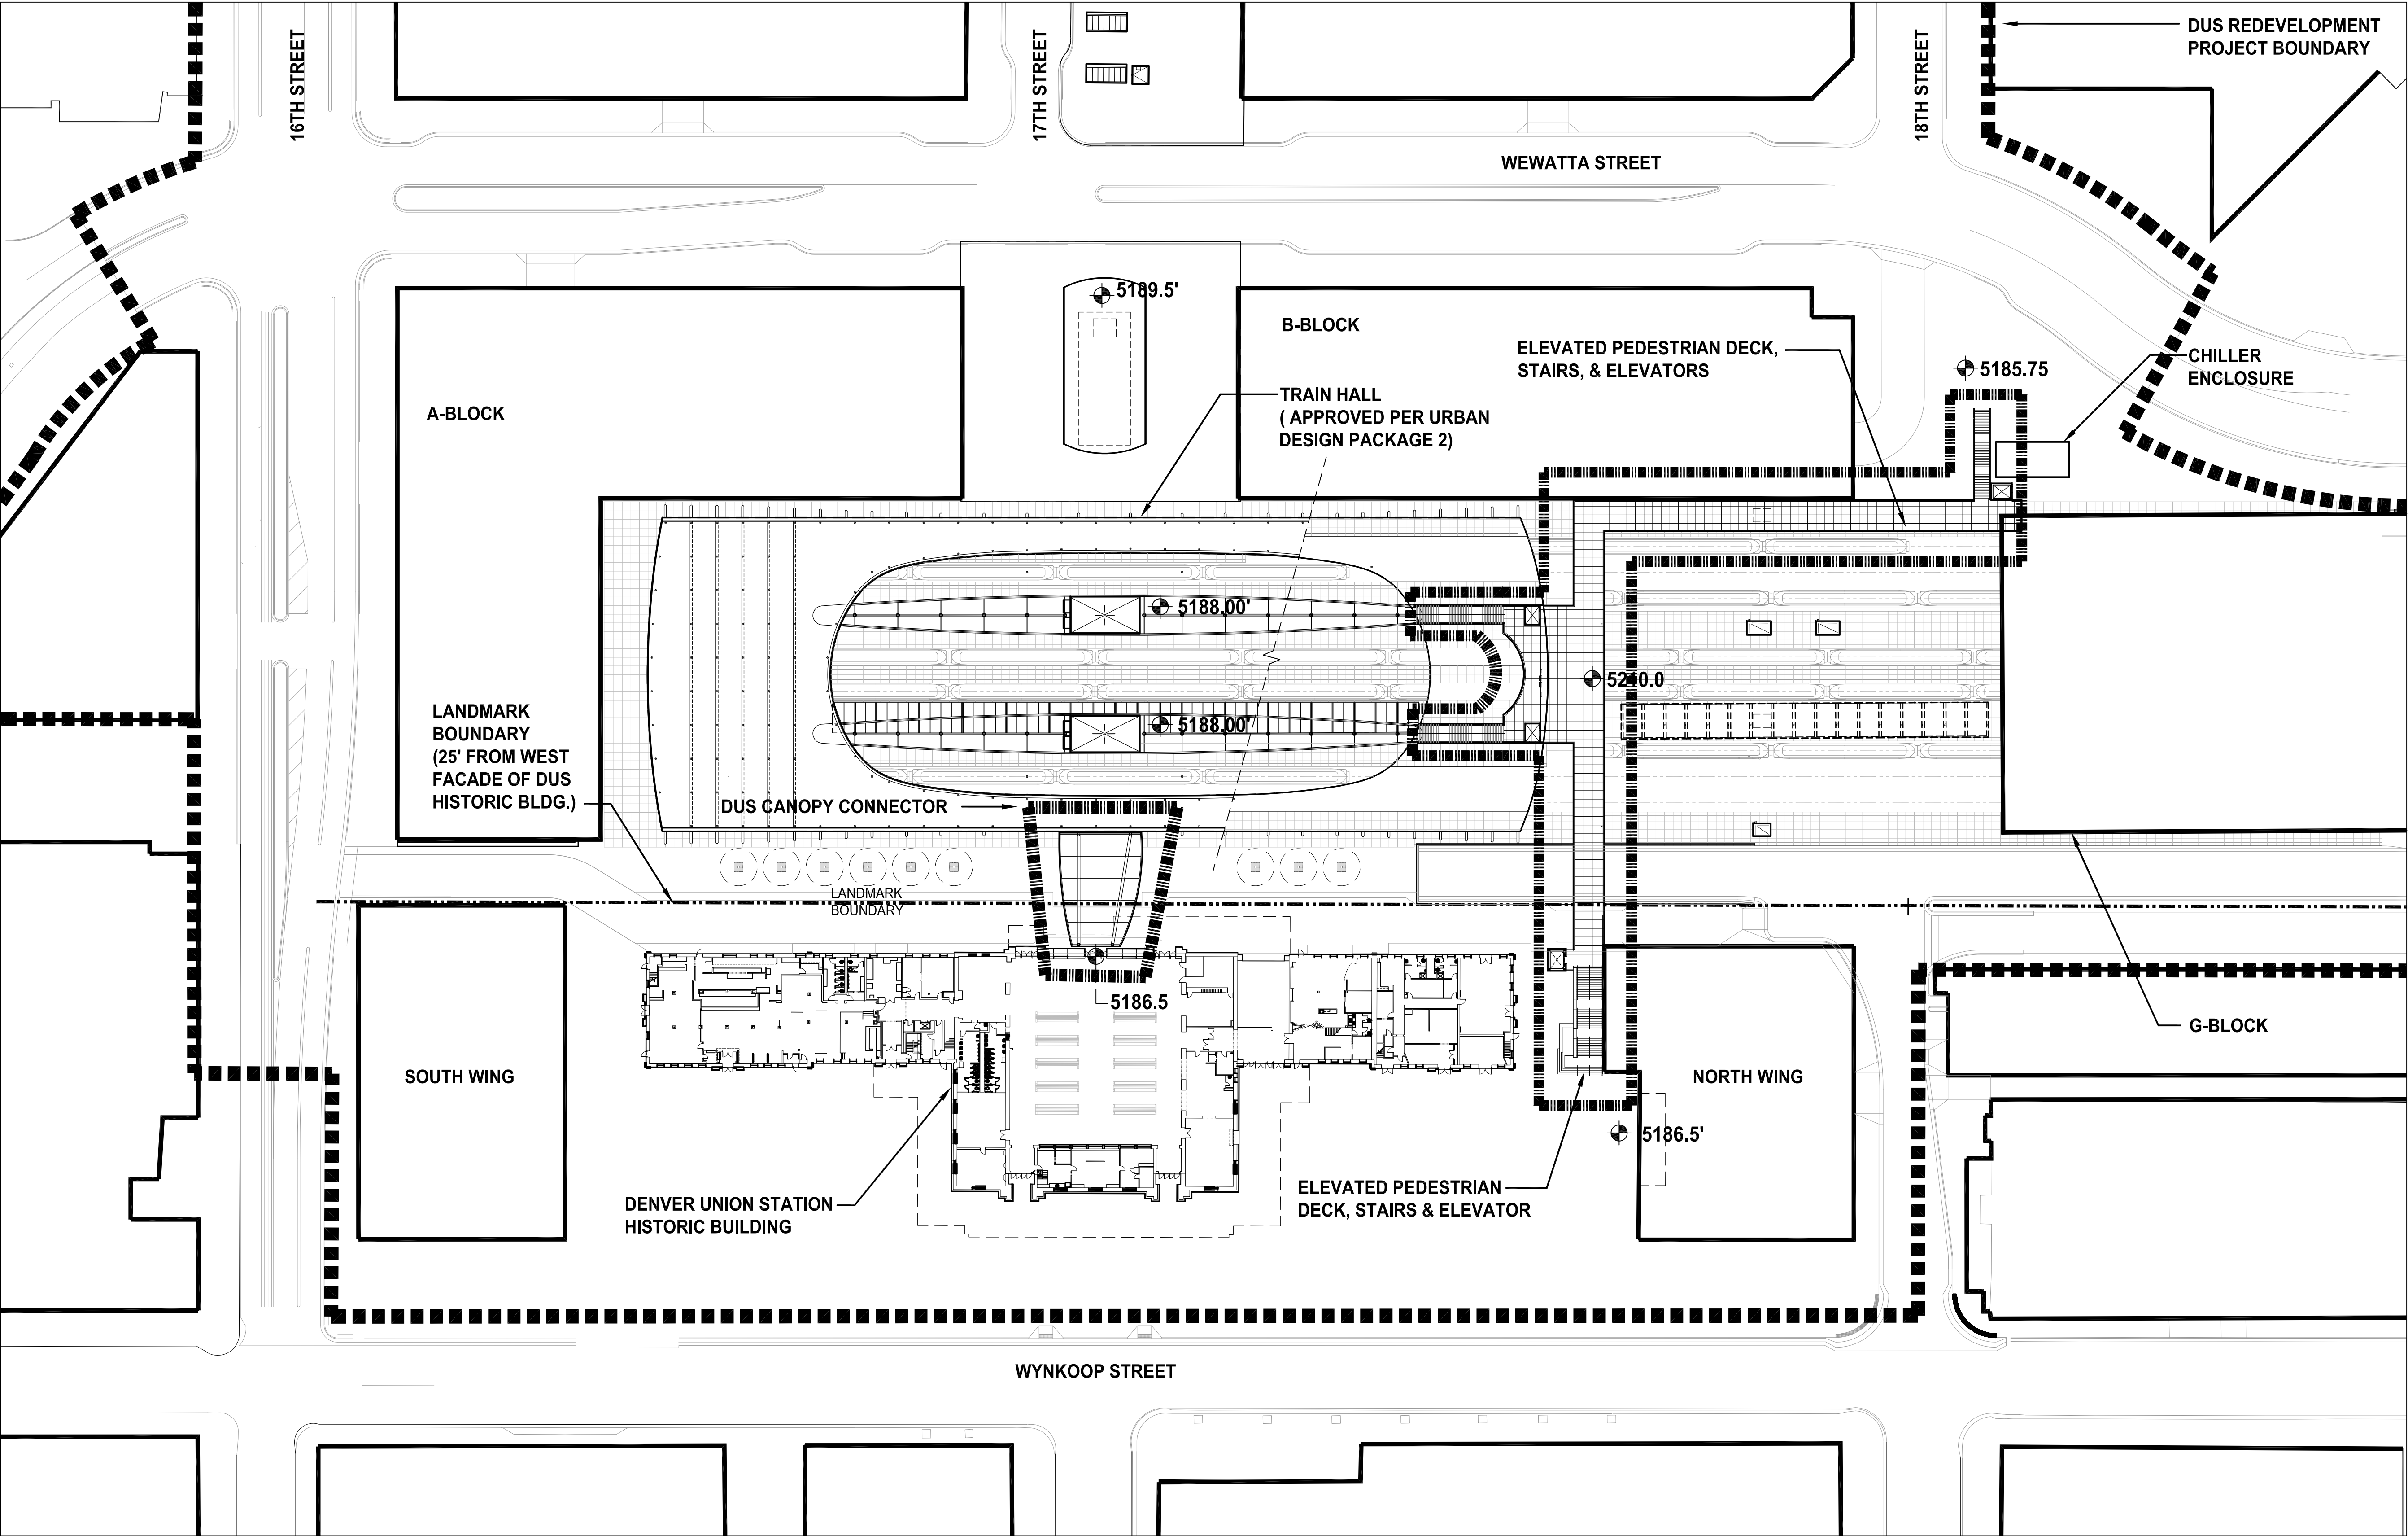 DUS REDEVELOPMENT
PROJECT BOUNDARY
16TH STREET
17TH STREET
18TH STREET
WEWATTA STREET
5189.5'
B-BLOCK
ELEVATED PEDESTRIAN DECK,
STAIRS, & ELEVATORS
5185.75
CHILLER
ENCLOSURE
A-BLOCK
TRAIN HALL
( APPROVED PER URBAN
DESIGN PACKAGE 2)
5188.00'
5210.0
5188.00'
LANDMARK
BOUNDARY
(25' FROM WEST
FACADE OF DUS
HISTORIC BLDG.)
DUS CANOPY CONNECTOR
LANDMARK
BOUNDARY
5186.5
G-BLOCK
SOUTH WING
NORTH WING
5186.5'
DENVER UNION STATION
HISTORIC BUILDING
ELEVATED PEDESTRIAN
DECK, STAIRS & ELEVATOR
WYNKOOP STREET